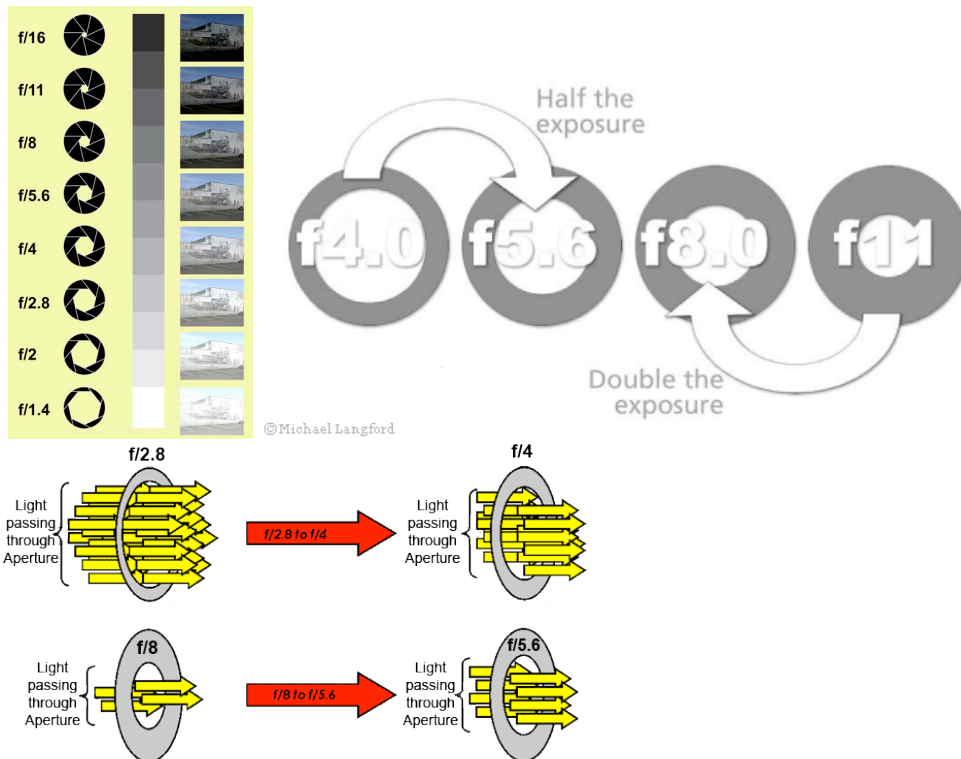 f/16
f/11
f/8
f/5.6
f/4
f/2.8
f/2
f/1.4
Half the
exposure
f4.0
f5.6
f8.0
f11
Double the
exposure
©Michael Langford
f/2.8
Light
passing
through
Aperture
f/2.8 to f/4
f/4
Light
passing
through
Aperture
f/8
Light
passing
through
Aperture
f/8 to f/5.6
f/5.6
Light
passing
through
Aperture